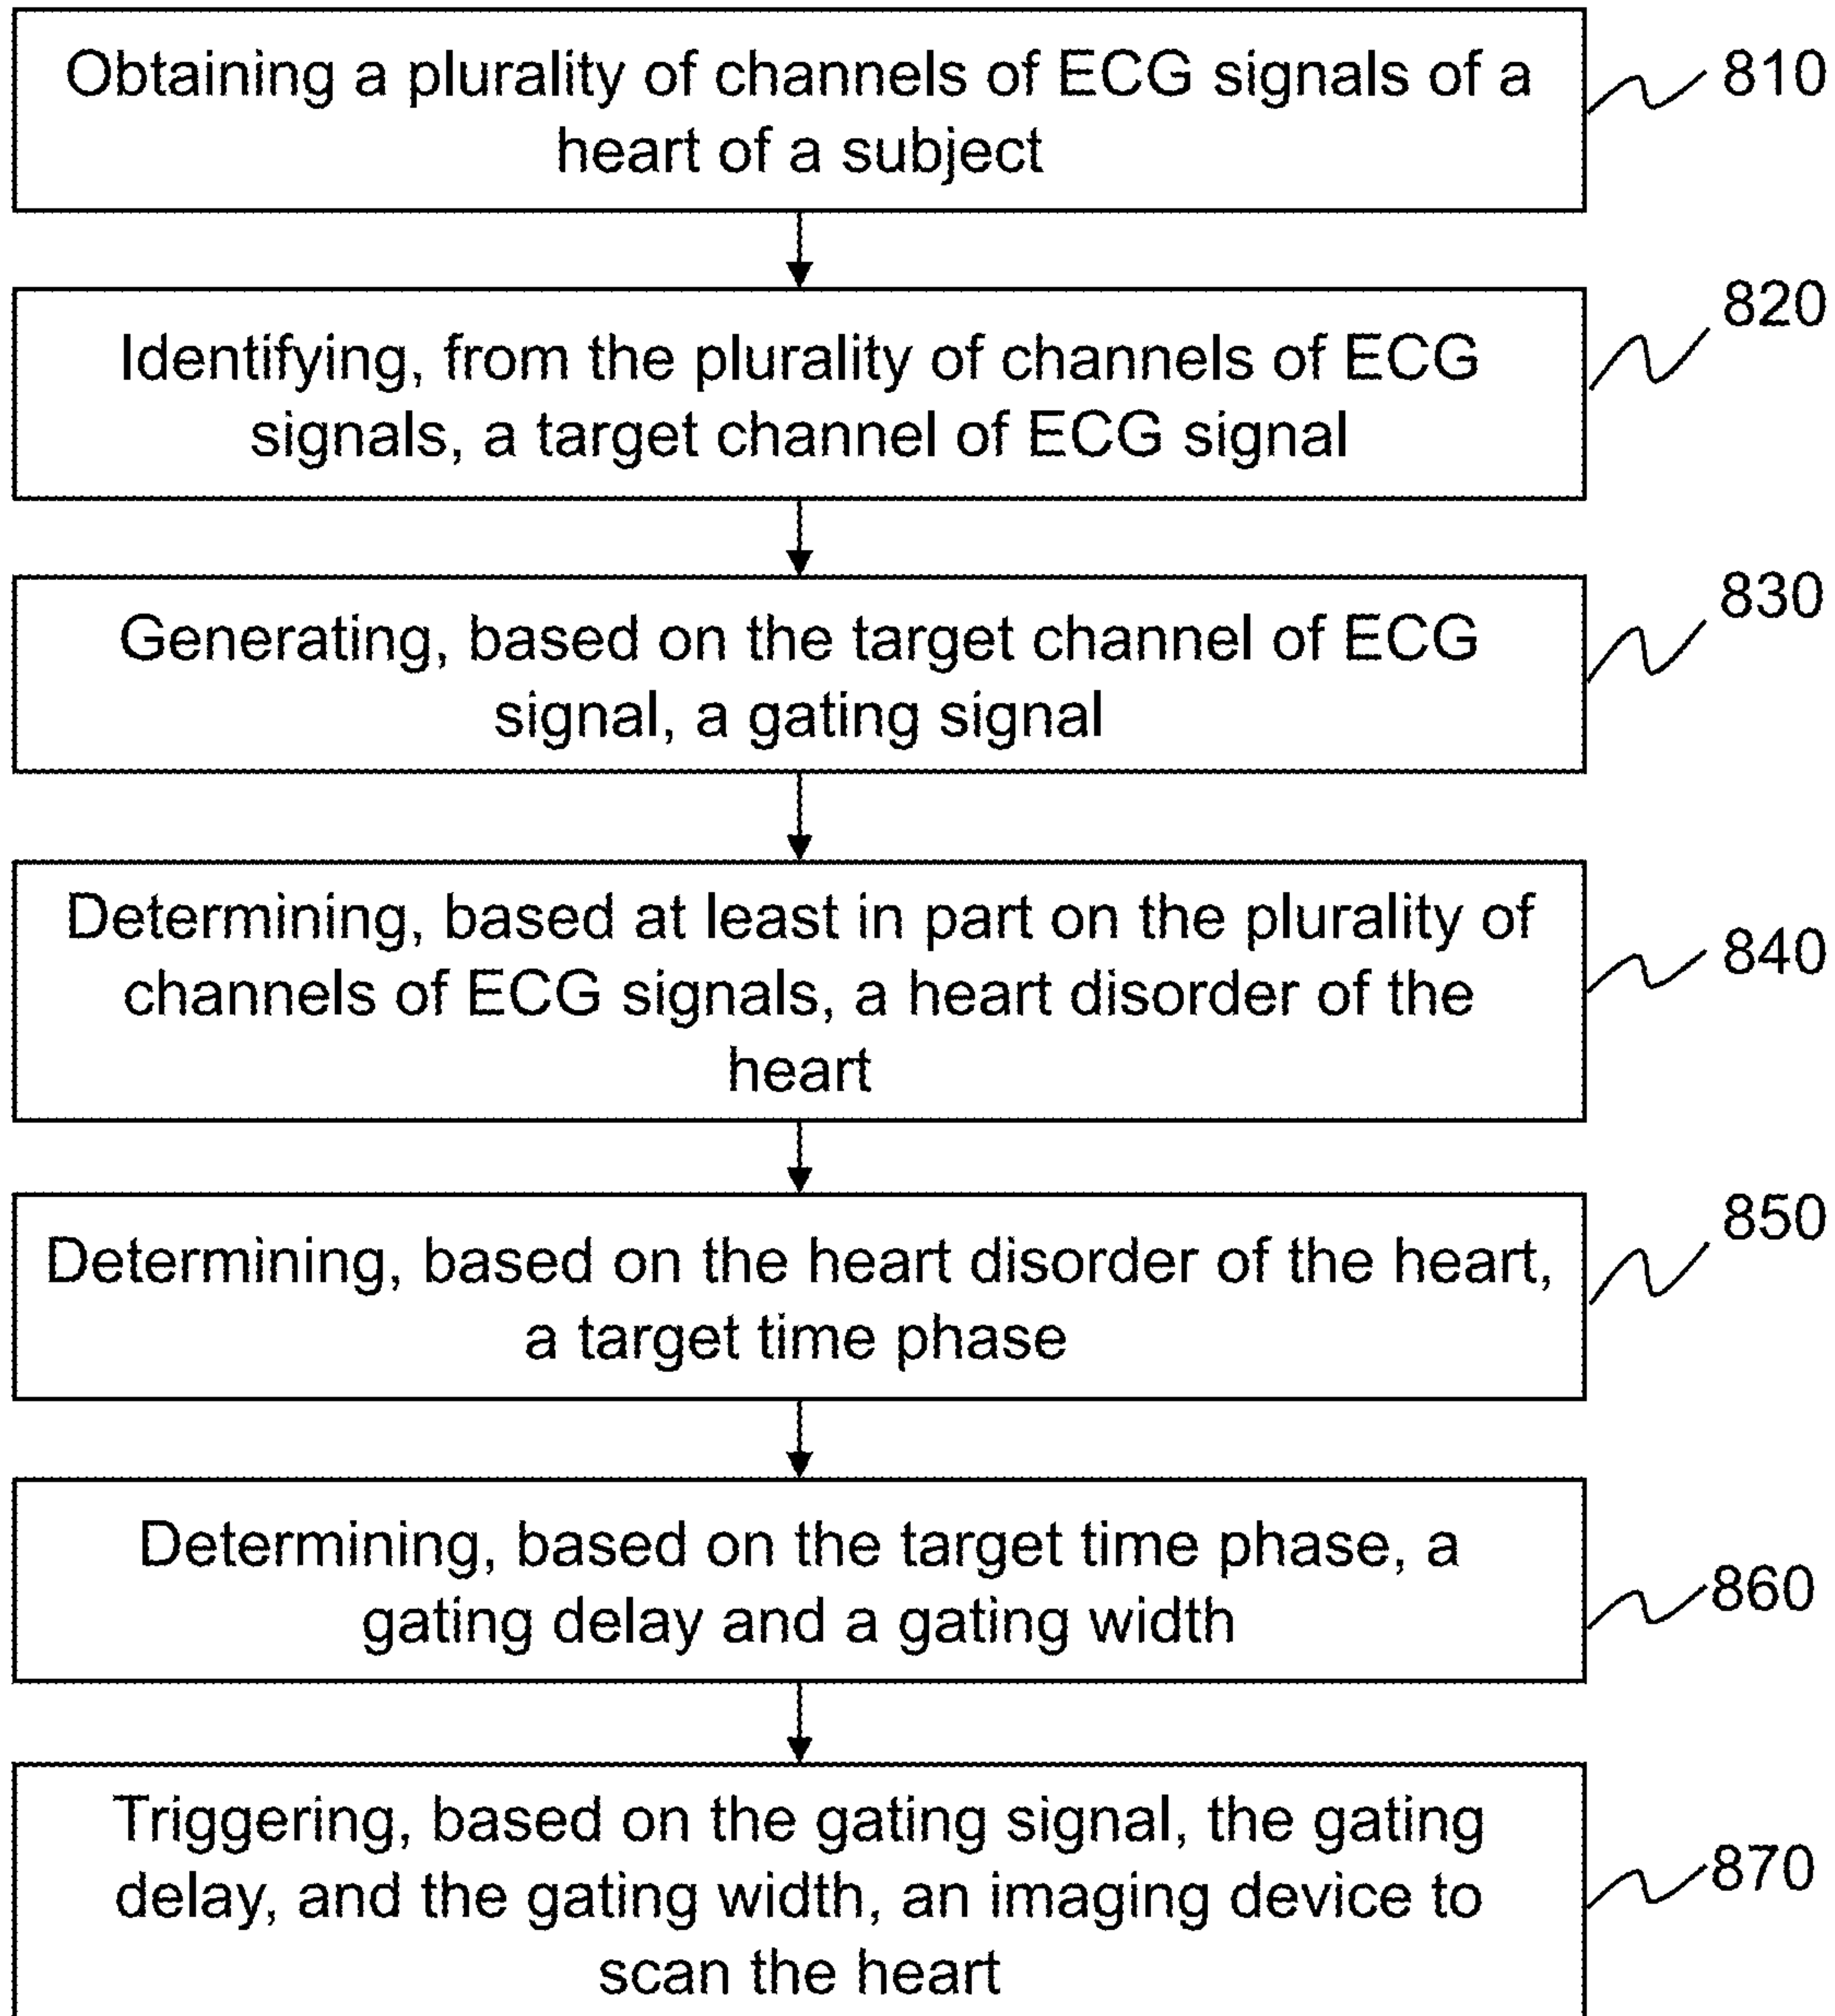 Obtaining a plurality of channels of ECG signals of a
heart of a subject
810
Identifying, from the plurality of channels of ECG
signals, a target channel of ECG signal
820
Generating, based on the target channel of ECG
signal, a gating signal
830
Determining, based at least in part on the plurality of
channels of ECG signals, a heart disorder of the
heart
840
Determining, based on the heart disorder of the heart,
a target time phase
850
Determining, based on the target time phase, a
gating delay and a gating width
860
Triggering, based on the gating signal, the gating
delay, and the gating width, an imaging device to
scan the heart
870